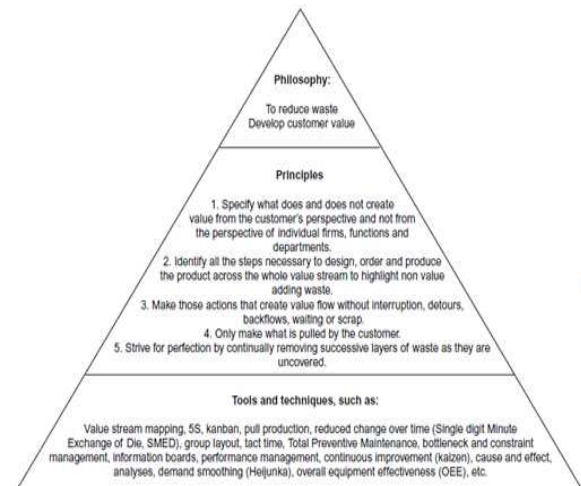 Philosophy:
To reduce waste
Develop customer value
Principles
1. Specify what does and does not create
value from the customer's perspective and not from
the perspective of individual firms, functions and
departments.
2. Identify all the steps necessary to design, order and produce
the product across the whole value stream to highlight non value
adding waste.
3. Make those actions that create value flow without interruption, detours,
backflows, waiting or scrap.
4. Only make what is pulled by the customer.
5. Strive for perfection by continually removing successive layers of waste as they are
uncovered.
Tools and techniques, such as:
Value stream mapping, 5S, kanban, pull production, reduced change over time (Single digit Minute
Exchange of Die, SMED), group layout, tact time, Total Preventive Maintenance, bottleneck and constraint
management, information boards, performance management, continuous improvement (kaizen), cause and effect,
analyses, demand smoothing (Heijunka), overall equipment effectiveness (OEE), etc.